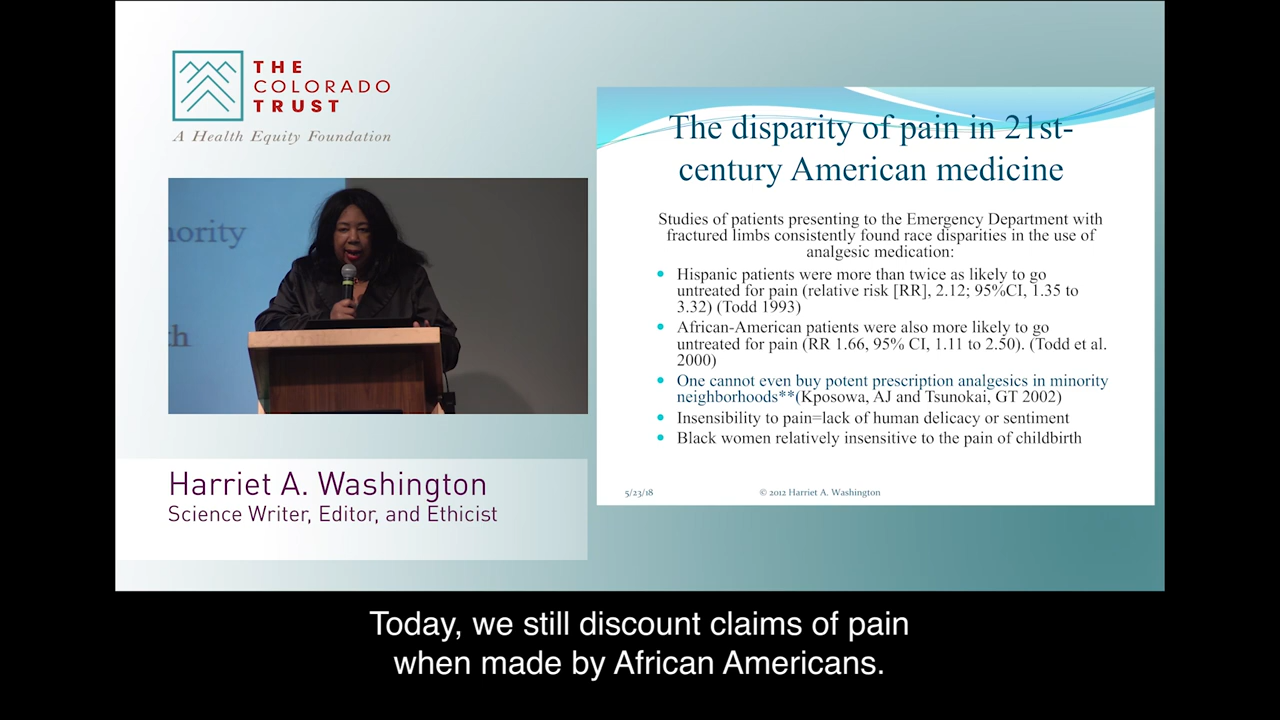 THE
COLORADO
TRUST
A Health Equity Foundation
nority
th
Harriet A. Washington
Science Writer, Editor, and Ethicist
The disparity of pain in 21st-
century American medicine
Studies of patients presenting to the Emergency Department with
fractured limbs consistently found race disparities in the use of
analgesic medication:
Hispanic patients were more than twice as likely to go
untreated for pain (relative risk [RR], 2.12; 95%CI, 1.35 to
3.32) (Todd 1993)
African-American patients were also more likely to go
untreated for pain (RR 1.66, 95% CI, 1.11 to 2.50). (Todd et al.
2000)
One cannot even buy potent prescription analgesics in minority
neighborhoods**(Kposowa, AJ and Tsunokai, GT 2002)
Insensibility to pain=lack of human delicacy or sentiment
Black women relatively insensitive to the pain of childbirth
5/23/18
© 2012 Harriet A. Washington
Today, we still discount claims of pain
when made by African Americans.